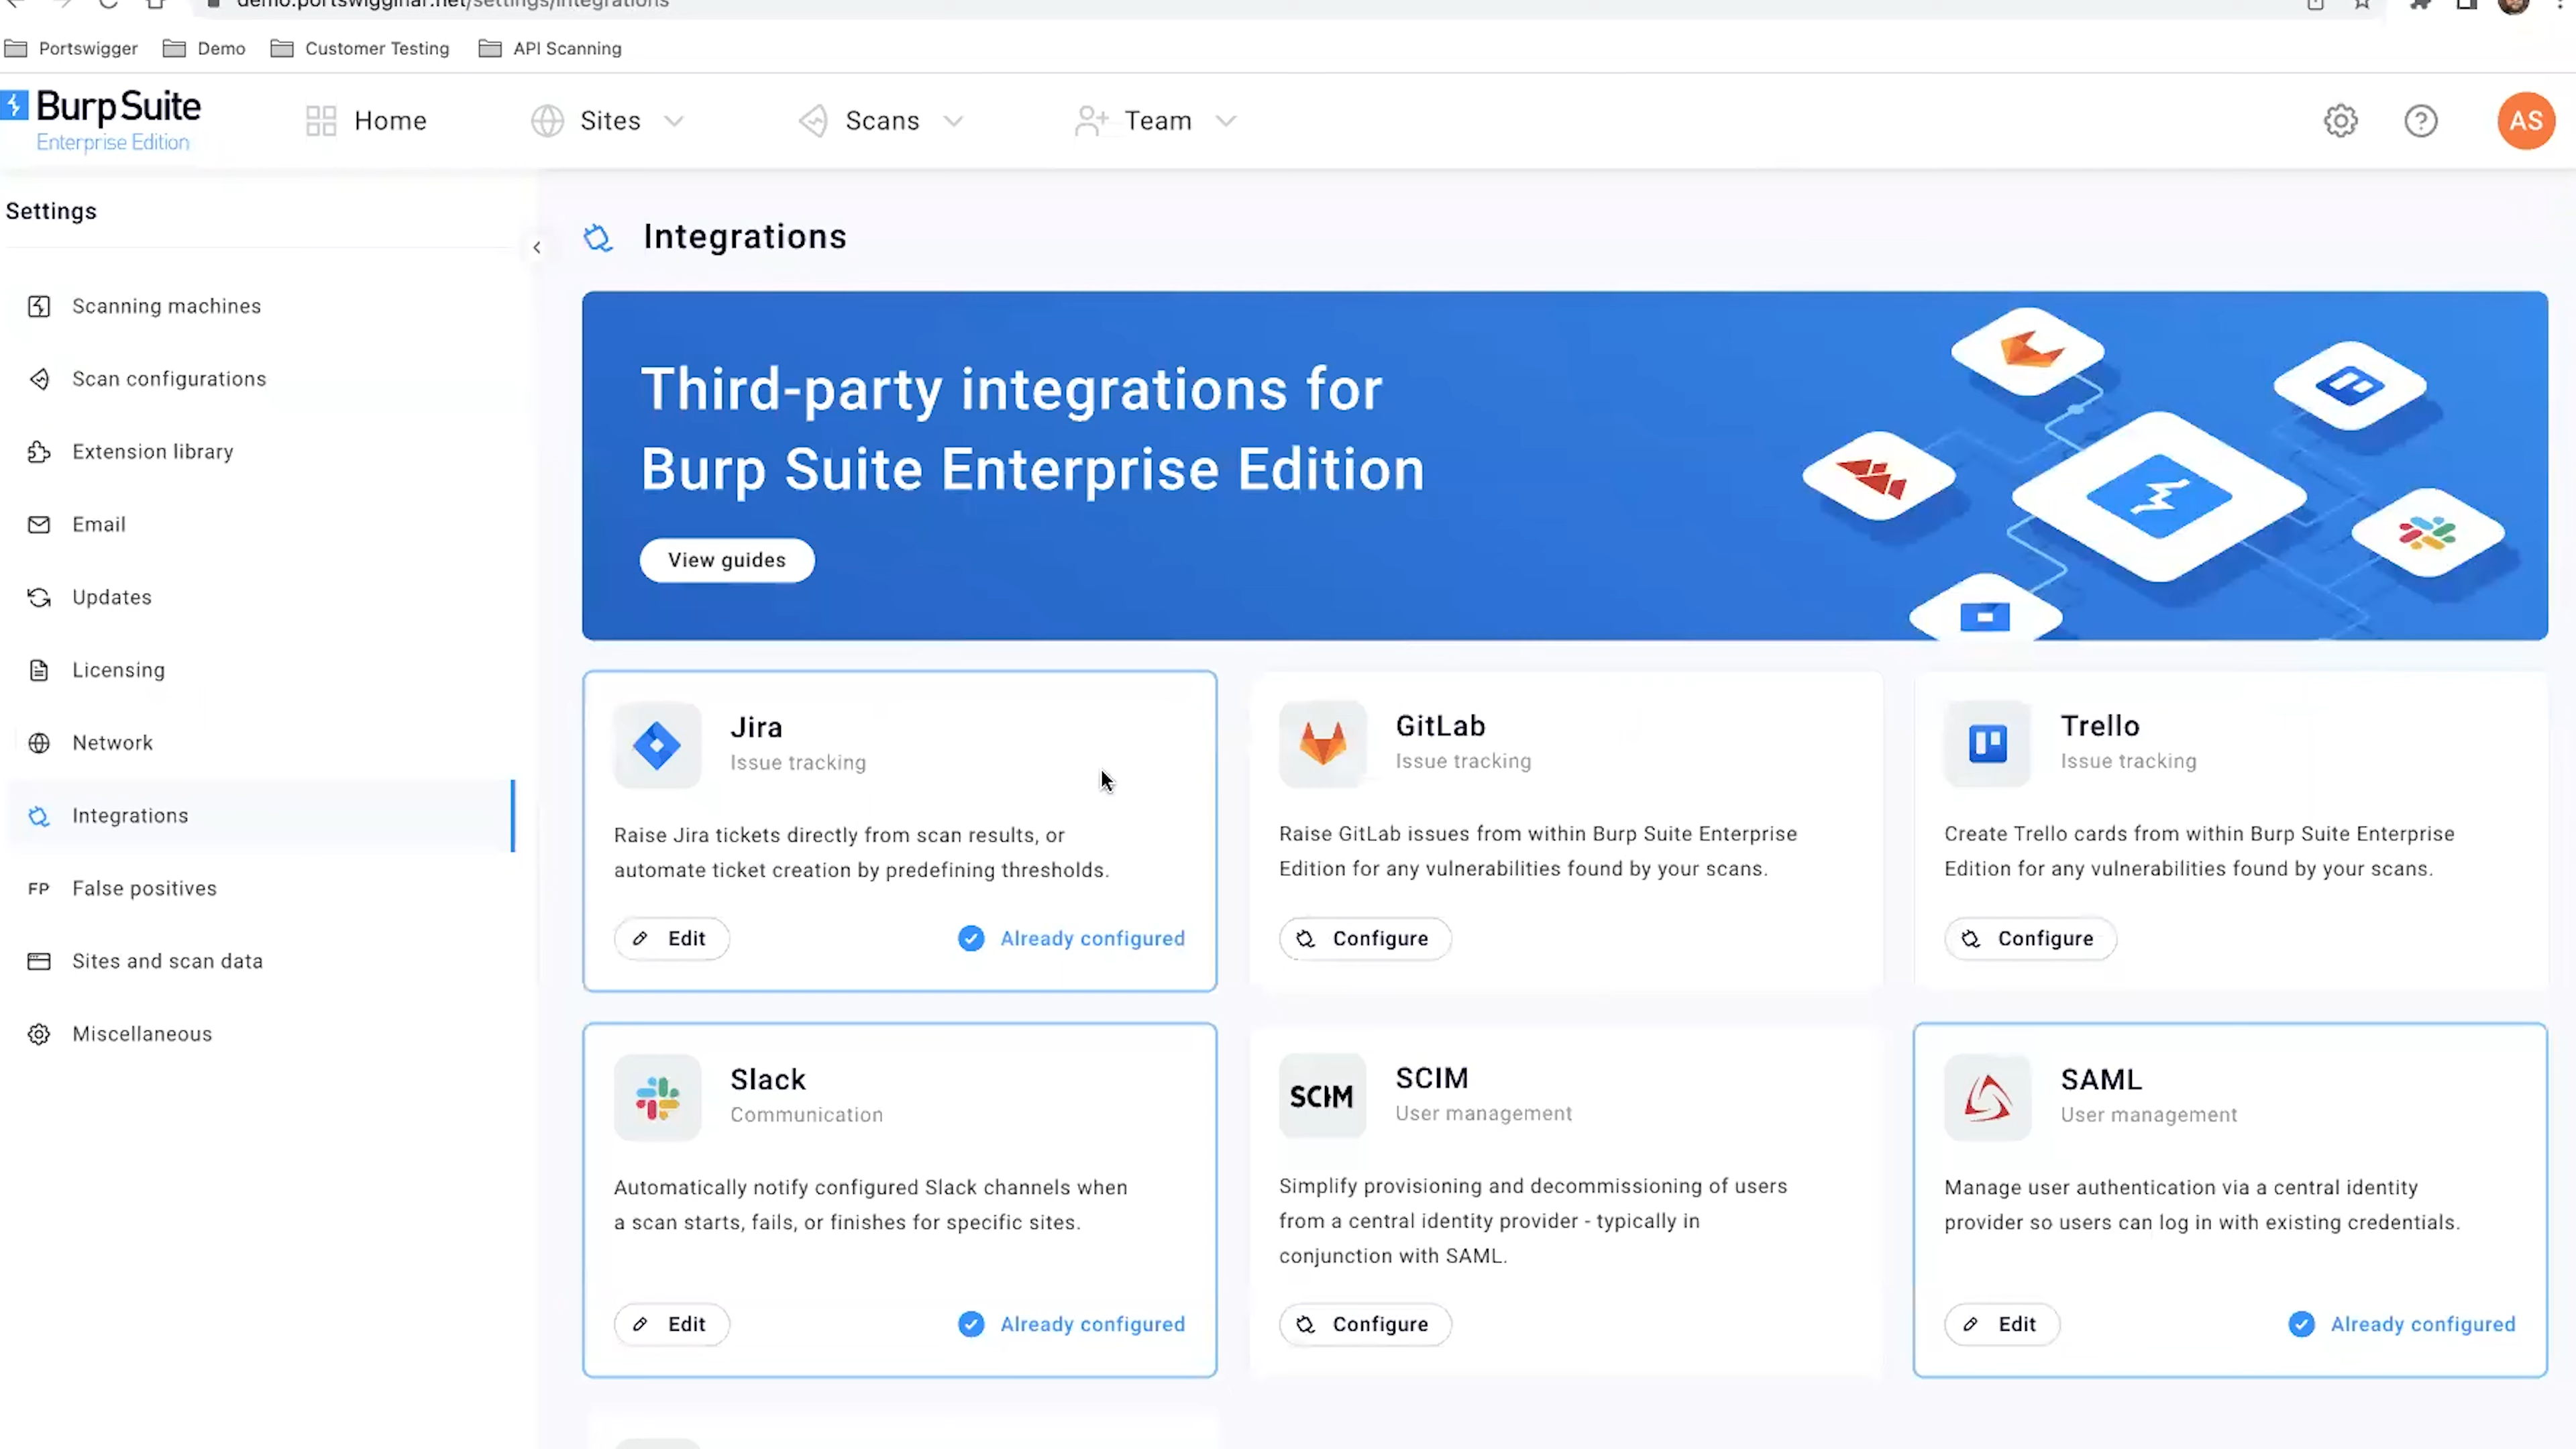 demo.portswigginar.net/settings/integrations
Portswigger
Demo
Customer Testing
API Scanning
Burp Suite
Enterprise Edition
Home
Sites
Scans
Team
AS
Settings
Scanning machines
Scan configurations
Extension library
Email
Updates
Licensing
Network
Integrations
FP False positives
Sites and scan data
Miscellaneous
Integrations
Third-party integrations for
Burp Suite Enterprise Edition
View guides
Jira
Issue tracking
Raise Jira tickets directly from scan results, or
automate ticket creation by predefining thresholds.
Edit
Already configured
GitLab
Issue tracking
Raise GitLab issues from within Burp Suite Enterprise
Edition for any vulnerabilities found by your scans.
Configure
Trello
Issue tracking
Create Trello cards from within Burp Suite Enterprise
Edition for any vulnerabilities found by your scans.
Configure
Slack
Communication
Automatically notify configured Slack channels when
a scan starts, fails, or finishes for specific sites.
Edit
Already configured
SCIM
SCIM
User management
Simplify provisioning and decommissioning of users
from a central identity provider - typically in
conjunction with SAML.
Configure
SAML
User management
Manage user authentication via a central identity
provider so users can log in with existing credentials.
Edit
Already configured